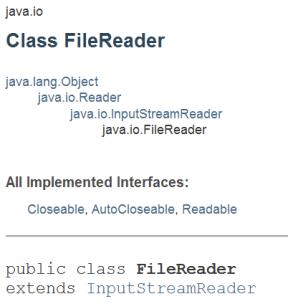 java.io
Class FileReader
java.lang.Object
java.io.Reader
java.io.InputStreamReader
java.io.FileReader
All Implemented Interfaces:
Closeable, AutoCloseable, Readable
public class FileReader
extends InputStreamReader